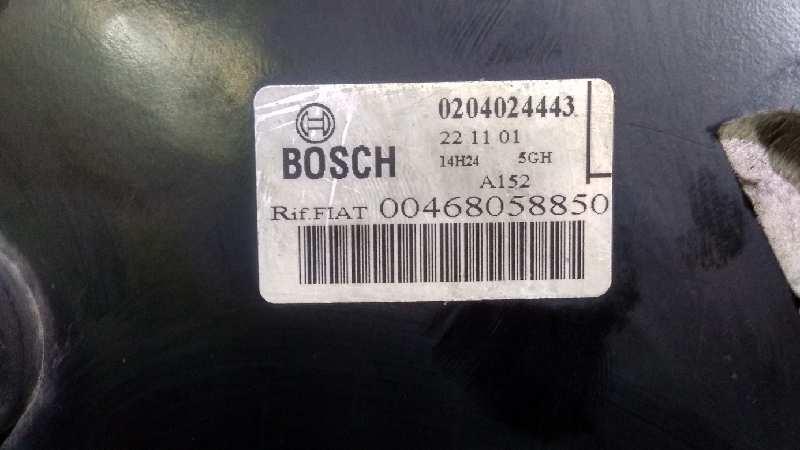 BOSCH
0204024443
22 11 01
14H24 5GH
A152
Rif.FIAT 00468058850